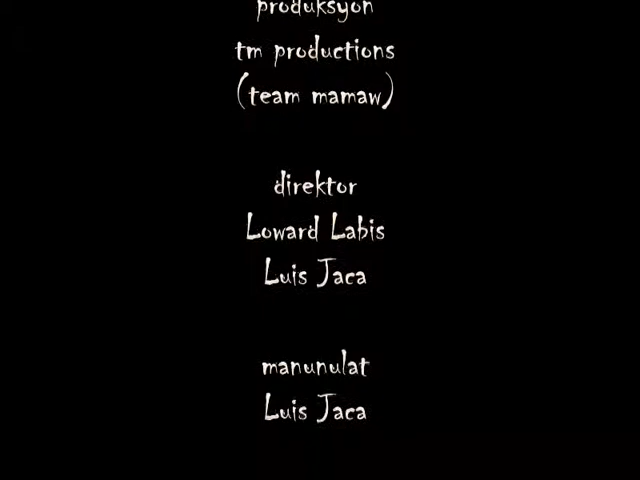 produksyon
tm productions
(team mamaw)
direktor
Loward Labis
Luis Jaca
manunulat
Luis Jaca